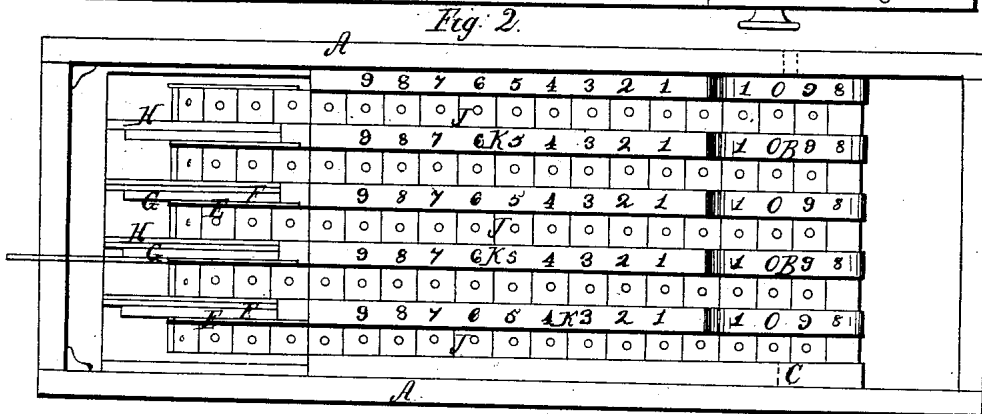 Fig: 2.
A
9 8 7 6 5 4 3 2 1 1 0 9 8
J
H
9 8 7 6 K 5 4 3 2 1 1 0 B 9 8
G E F 9 8 7 6 5 4 3 2 1 1 0 9 8
H J
G 9 8 7 6 K 5 4 3 2 1 1 0 B 9 8
E F 9 8 7 6 5 4 K 3 2 1 1 0 9 8
J
C
A.